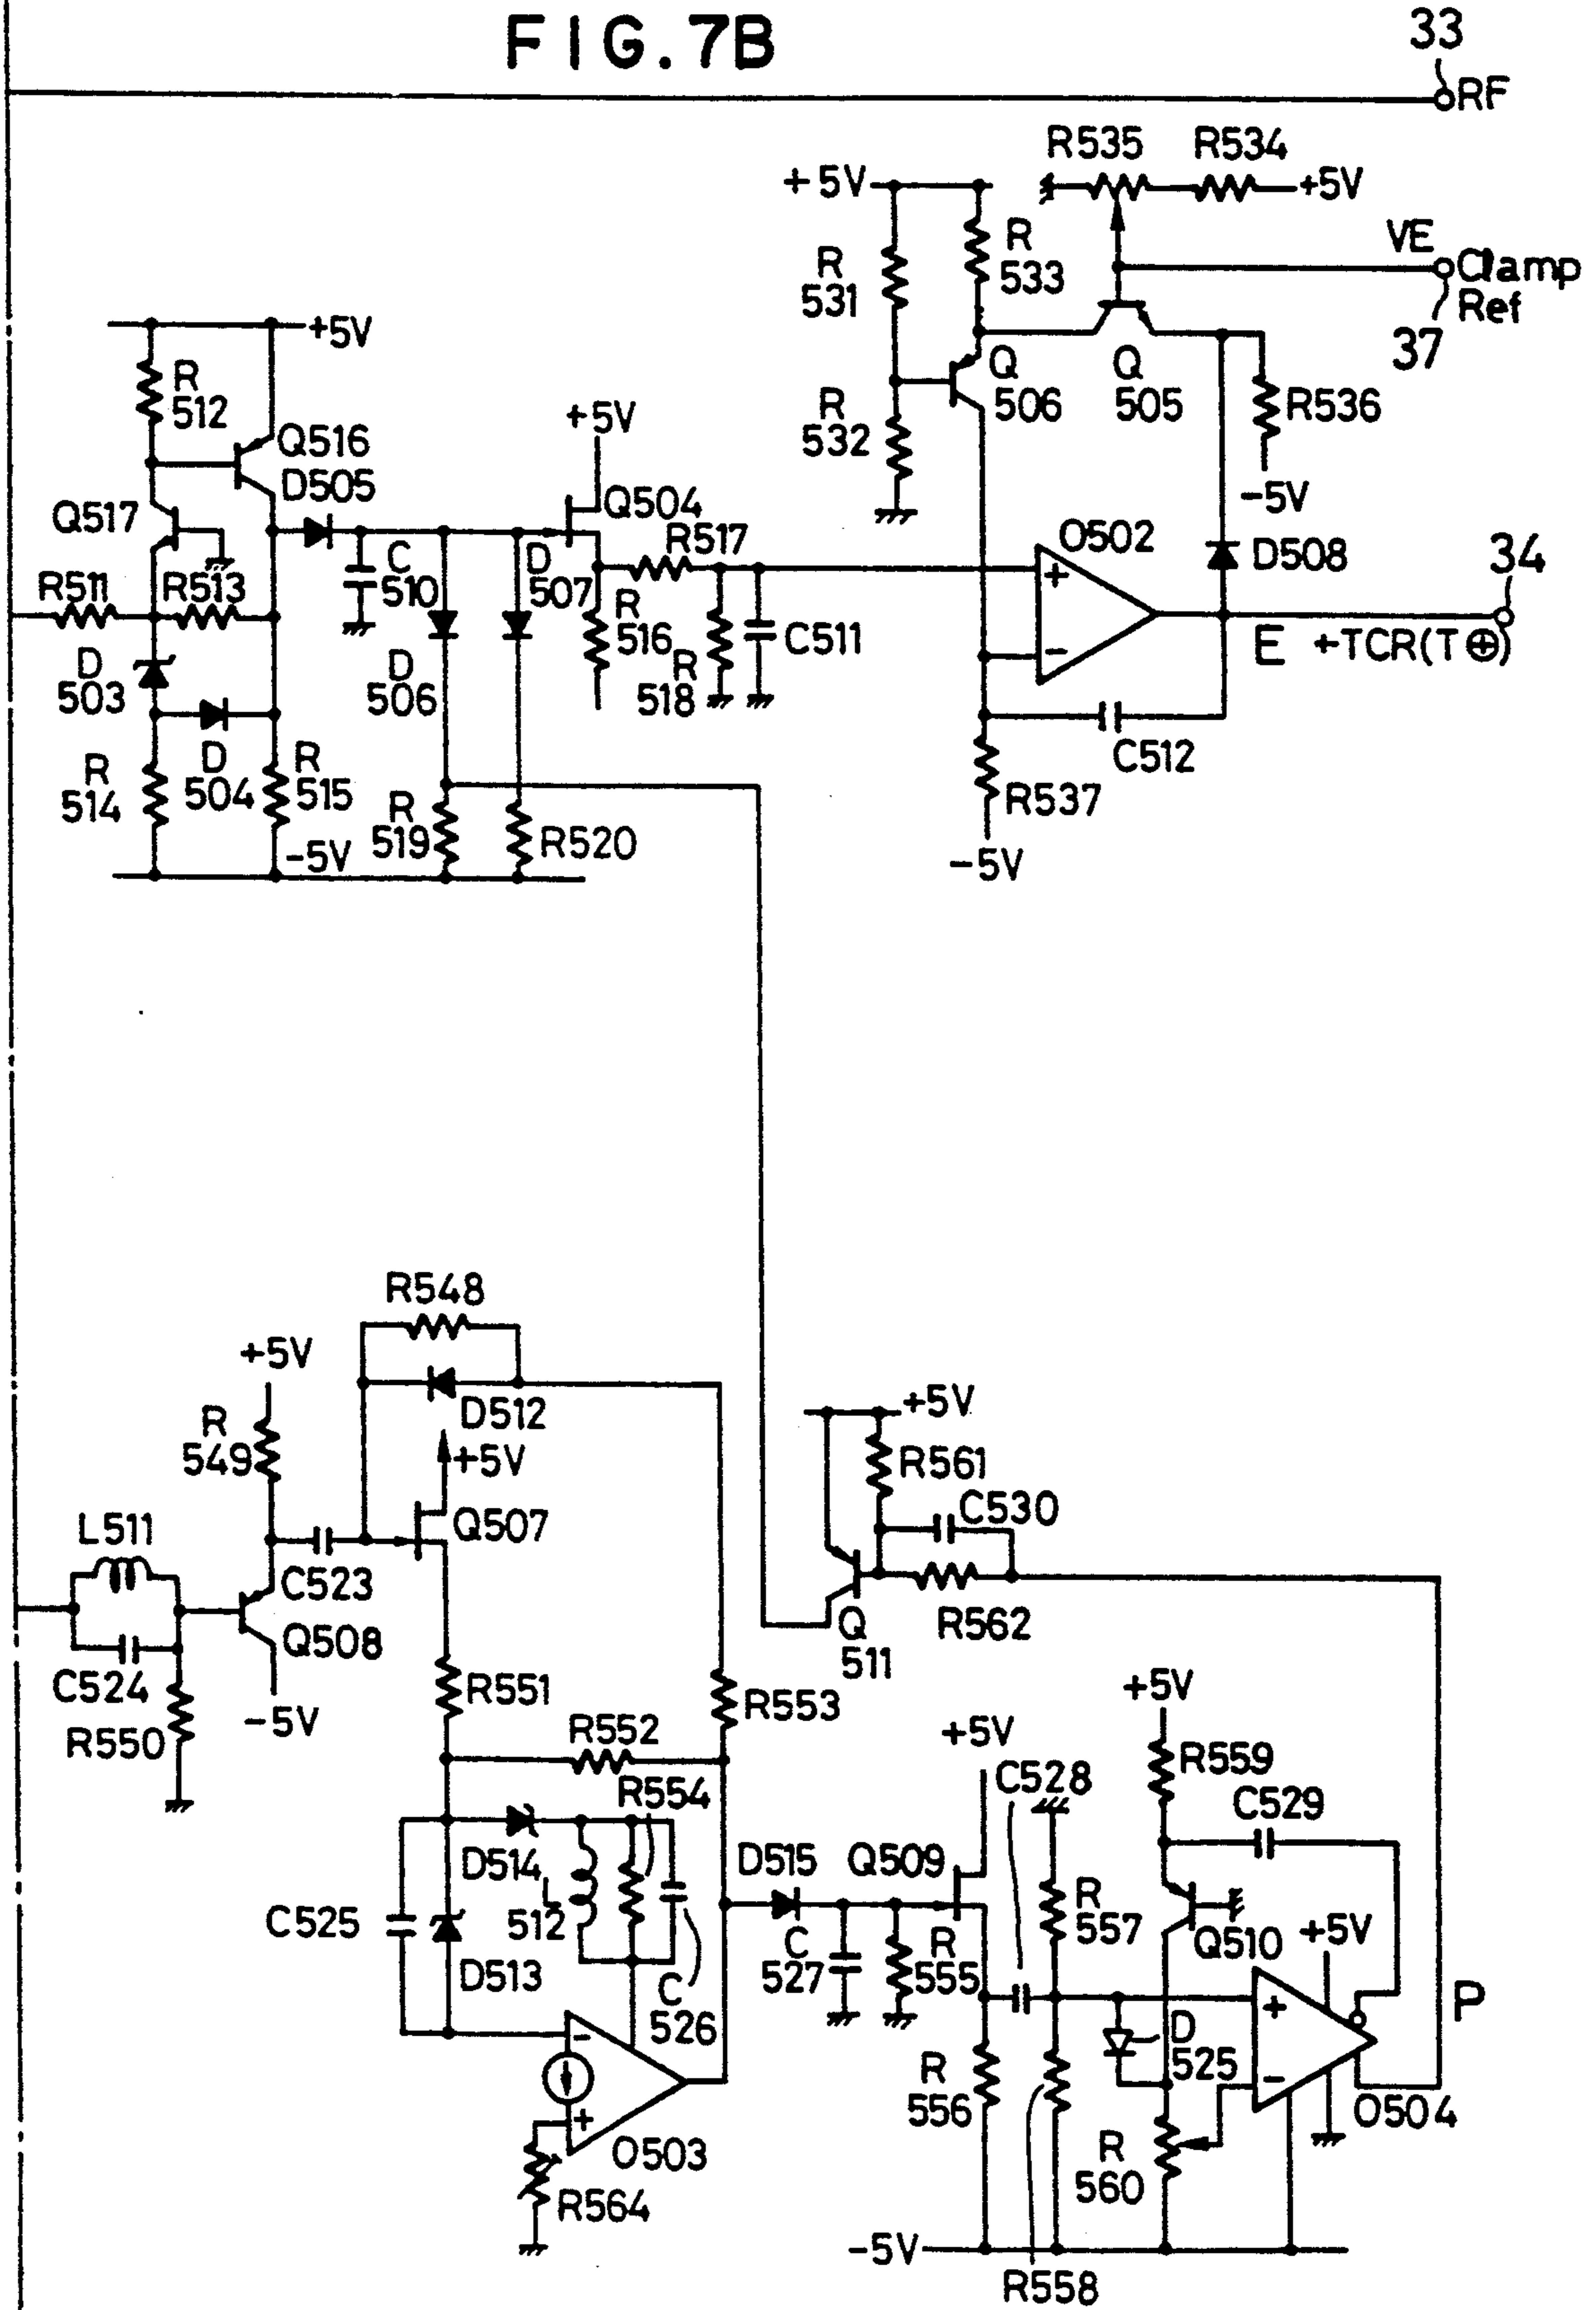 FIG.7B
33
RF
R535 R534
+5V
+5V
VE
Clamp
Ref
37
R
531
R
533
R
532
Q
506
Q
505
R536
-5V
+5V
R
512
Q516
D505
+5V
Q504
Q517
C
510
D
507
R517
O502
D508
34
R511
R513
R
516
R
518
C511
+
-
E +TCR(T⊕)
D
503
D
506
C512
R
514
D
504
R
515
R
519
R520
R537
-5V
-5V
R548
+5V
D512
R
549
+5V
+5V
R561
C530
L511
C523
Q507
Q508
C524
R550
-5V
Q
511
R562
R551
R552
R553
R554
+5V
C528
+5V
R559
C529
D514
L
512
D515
Q509
C525
D513
C
526
C
527
R
555
R
557
Q510
+5V
P
-
+
O503
R564
R
556
D
525
+
-
O504
R
560
-5V
R558